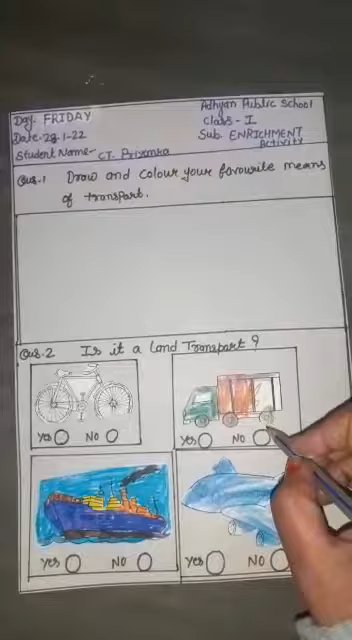 Day- FRIDAY
Adhyan Public School
Date- 28-1-22
Class- I
Student Name- CT. Priyanka
Sub. ENRICHMENT
Activity
Ques.1 Draw and colour your favourite means
of transport.
Ques.2 Is it a Land Transport ?
Yes NO
Yes NO
Yes NO
Yes NO